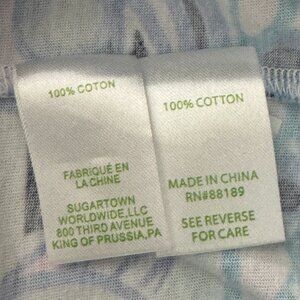 100% COTON
FABRIQUÉ EN
LA CHINE
SUGARTOWN
WORLDWIDE,LLC
800 THIRD AVENUE
KING OF PRUSSIA,PA
100% COTTON
MADE IN CHINA
RN#88189
SEE REVERSE
FOR CARE